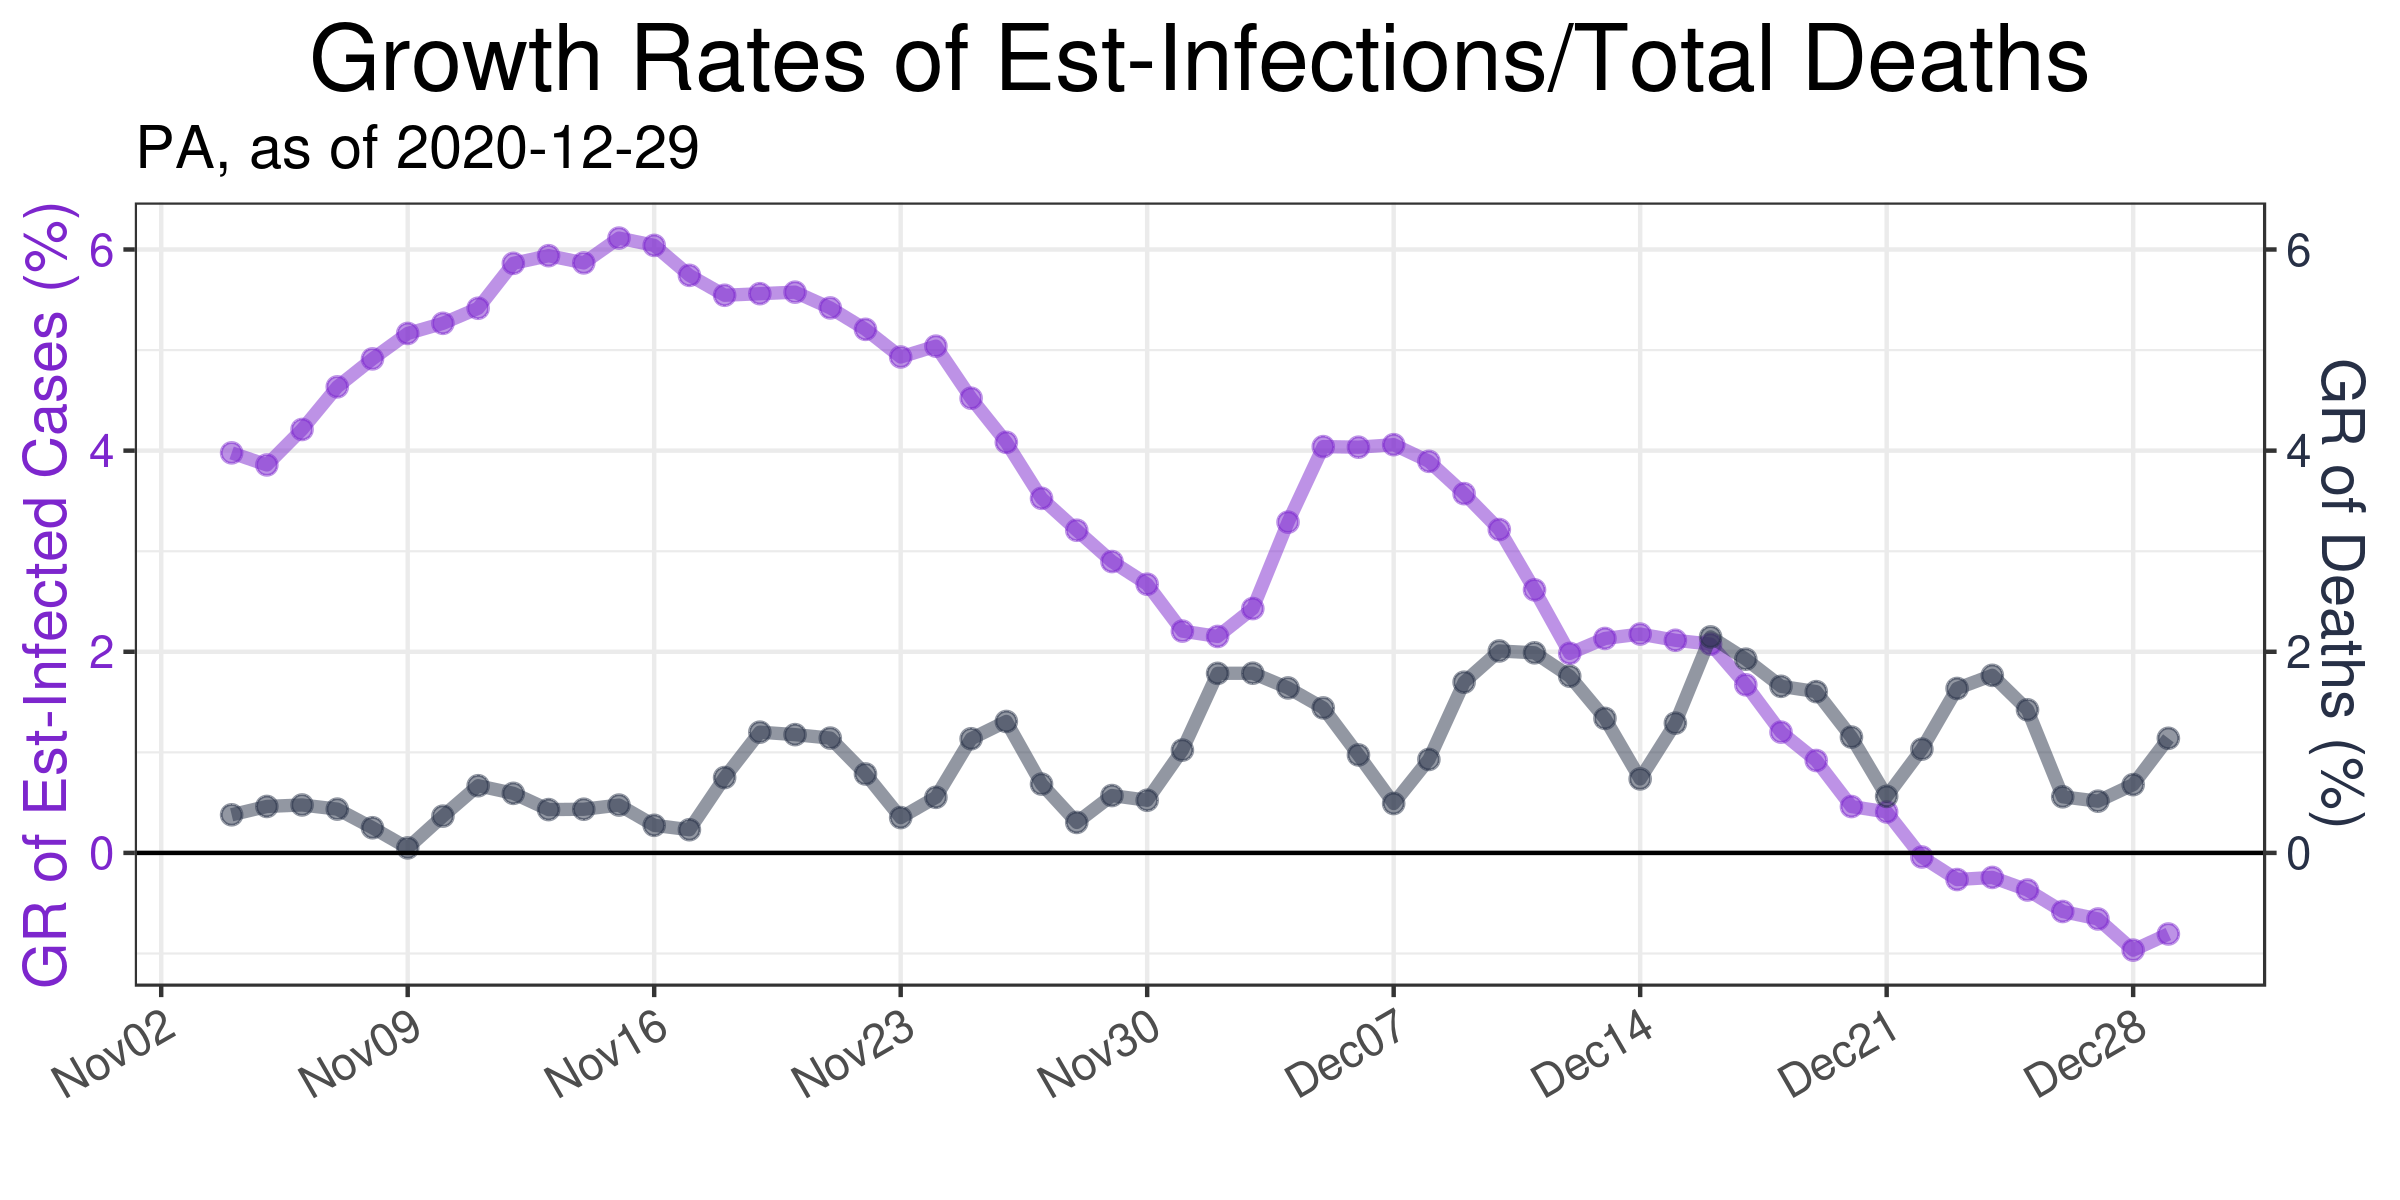 Growth Rates of Est-Infections/Total Deaths
PA, as of 2020-12-29
GR of Est-Infected Cases (%)
6
4
2
0
6
4
2
0
GR of Deaths (%)
Nov02
Nov09
Nov16
Nov23
Nov30
Dec07
Dec14
Dec21
Dec28